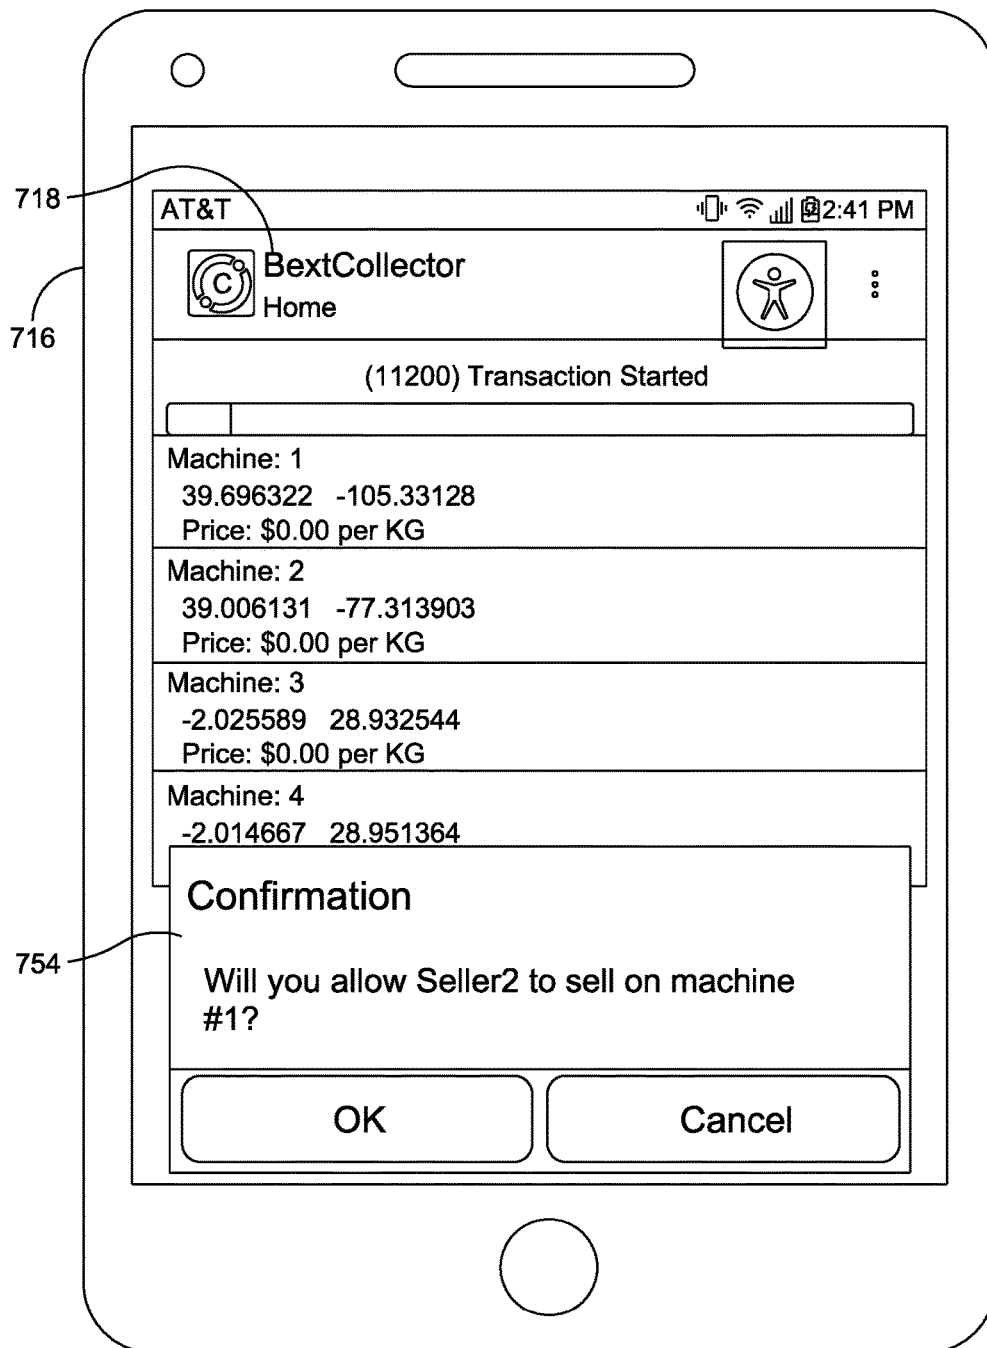 718
AT&T 2:41 PM
BextCollector
C
Home
716
(11200) Transaction Started
Machine: 1
39.696322 -105.33128
Price: $0.00 per KG
Machine: 2
39.006131 -77.313903
Price: $0.00 per KG
Machine: 3
-2.025589 28.932544
Price: $0.00 per KG
Machine: 4
-2.014667 28.951364
Confirmation
754
Will you allow Seller2 to sell on machine
#1?
OK Cancel